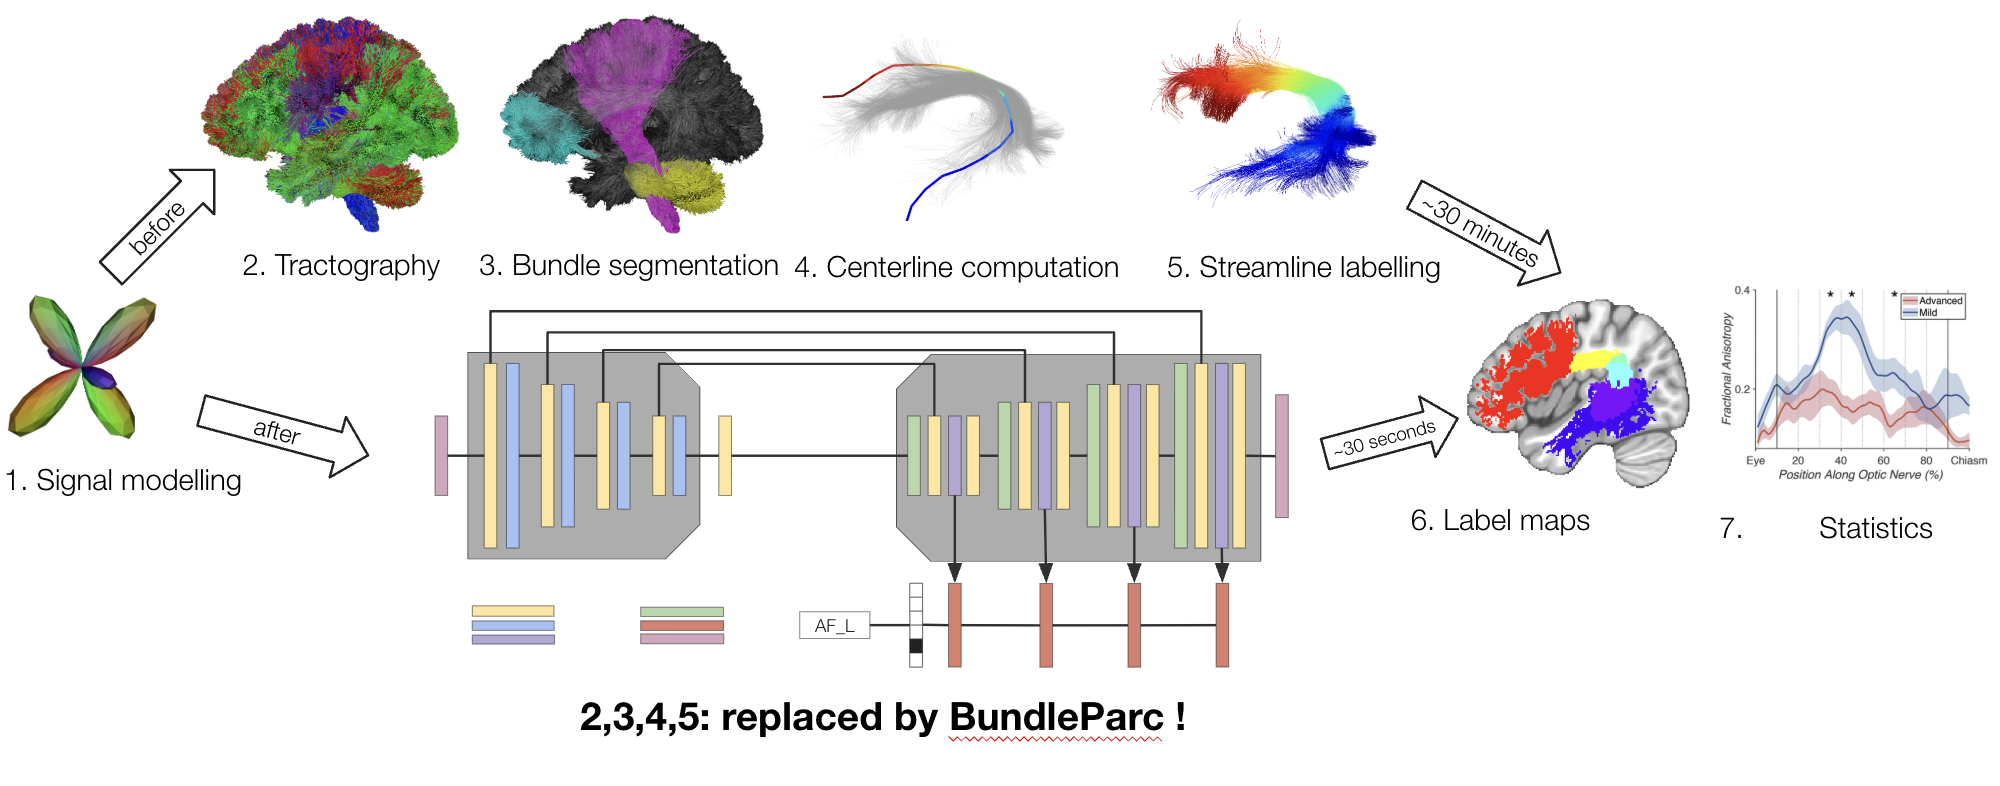 before
2. Tractography
3. Bundle segmentation
4. Centerline computation
5. Streamline labelling
~30 minutes
1. Signal modelling
after
~30 seconds
6. Label maps
0.4
0.2
Fractional Anisotropy
* * *
Advanced
Mild
Eye 20 40 60 80 Chiasm
Position Along Optic Nerve (%)
7. Statistics
AF_L
2,3,4,5: replaced by BundleParc !